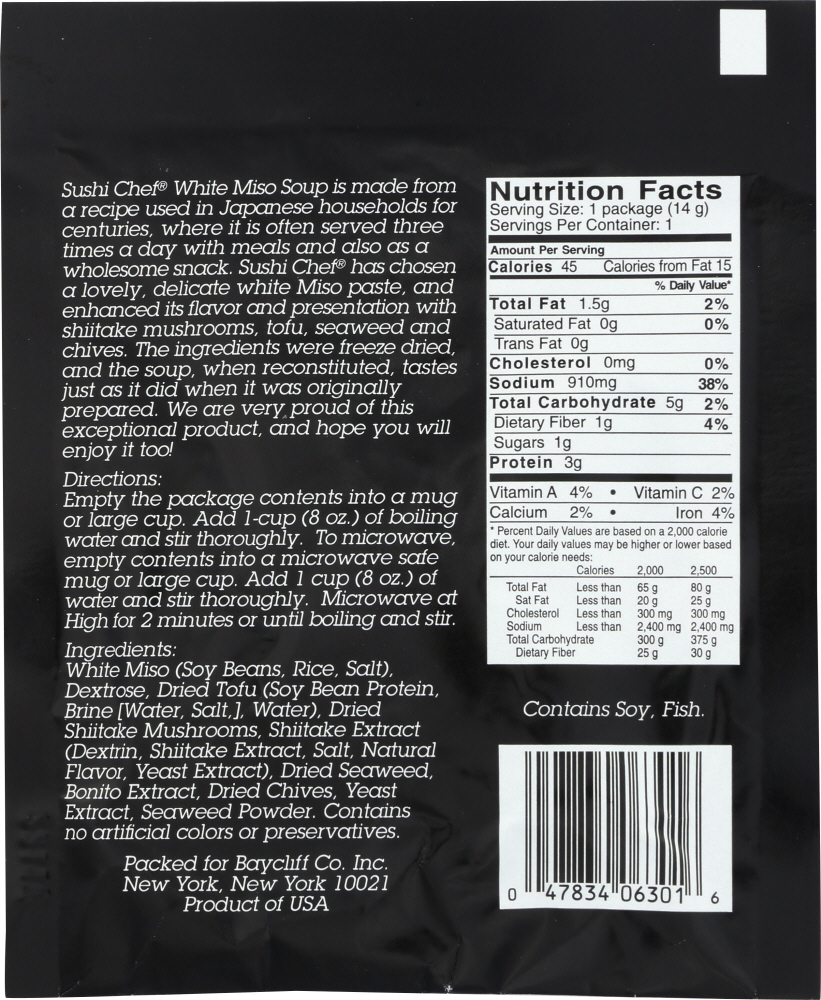 Sushi Chef® White Miso Soup is made from
a recipe used in Japanese households for
centuries, where it is often served three
times a day with meals and also as a
wholesome snack. Sushi Chef® has chosen
a lovely, delicate white Miso paste, and
enhanced its flavor and presentation with
shiitake mushrooms, tofu, seaweed and
chives. The ingredients were freeze dried,
and the soup, when reconstituted, tastes
just as it did when it was originally
prepared. We are very proud of this
exceptional product, and hope you will
enjoy it too!
Directions:
Empty the package contents into a mug
or large cup. Add 1-cup (8 oz.) of boiling
water and stir thoroughly. To microwave,
empty contents into a microwave safe
mug or large cup. Add 1 cup (8 oz.) of
water and stir thoroughly. Microwave at
High for 2 minutes or until boiling and stir.
Ingredients:
White Miso (Soy Beans, Rice, Salt),
Dextrose, Dried Tofu (Soy Bean Protein,
Brine [Water, Salt,], Water), Dried
Shiitake Mushrooms, Shiitake Extract
(Dextrin, Shiitake Extract, Salt, Natural
Flavor, Yeast Extract), Dried Seaweed,
Bonito Extract, Dried Chives, Yeast
Extract, Seaweed Powder. Contains
no artificial colors or preservatives.
Packed for Baycliff Co. Inc.
New York, New York 10021
Product of USA
Nutrition Facts
Serving Size: 1 package (14 g)
Servings Per Container: 1
Amount Per Serving
Calories 45 Calories from Fat 15
% Daily Value*
Total Fat 1.5g 2%
Saturated Fat 0g 0%
Trans Fat 0g
Cholesterol 0mg 0%
Sodium 910mg 38%
Total Carbohydrate 5g 2%
Dietary Fiber 1g 4%
Sugars 1g
Protein 3g
Vitamin A 4% • Vitamin C 2%
Calcium 2% • Iron 4%
* Percent Daily Values are based on a 2,000 calorie
diet. Your daily values may be higher or lower based
on your calorie needs:
Calories 2,000 2,500
Total Fat Less than 65 g 80 g
Sat Fat Less than 20 g 25 g
Cholesterol Less than 300 mg 300 mg
Sodium Less than 2,400 mg 2,400 mg
Total Carbohydrate 300 g 375 g
Dietary Fiber 25 g 30 g
Contains Soy, Fish.
0 47834 06301 6